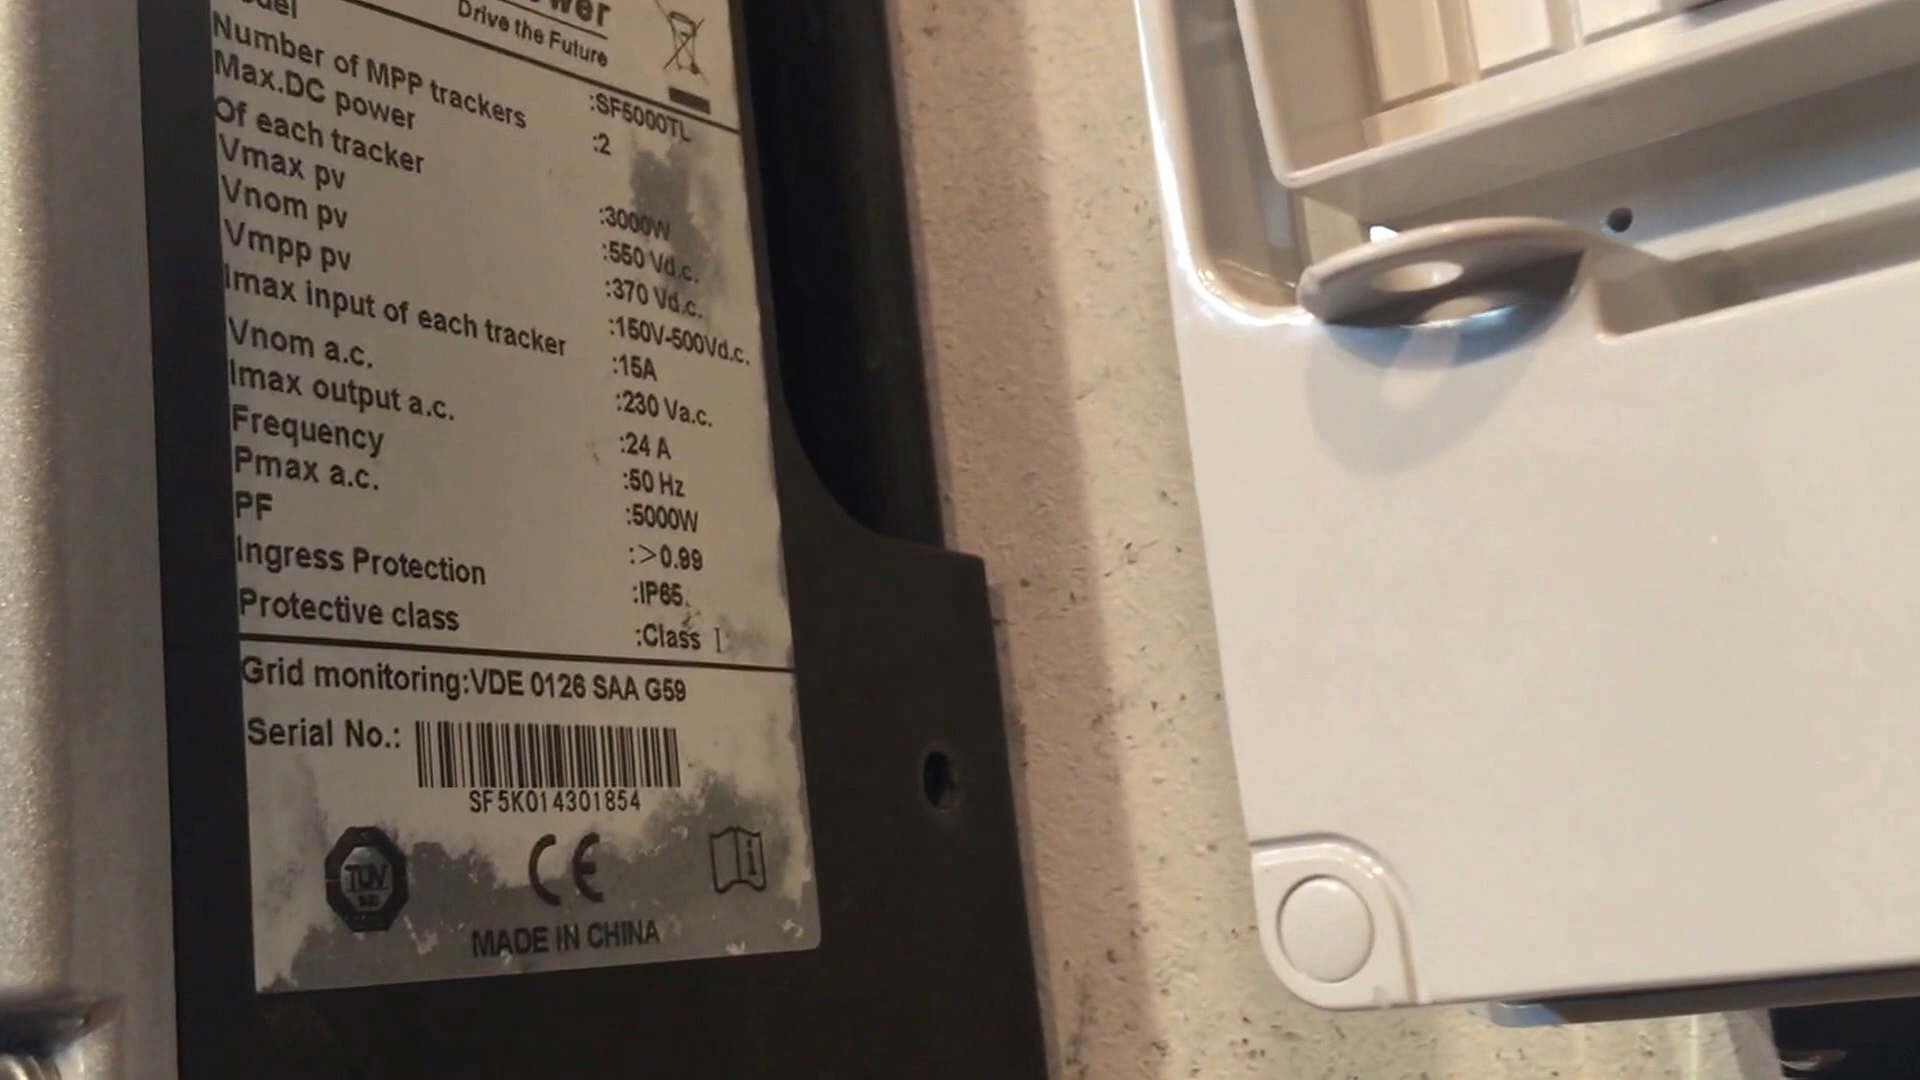 Drive the Future
:SF5000TL
Number of MPP trackers :2
Max.DC power
Of each tracker :3000W
Vmax pv :550 Vd.c.
Vnom pv :370 Vd.c.
Vmpp pv :150V-500Vd.c.
Imax input of each tracker :15A
Vnom a.c. :230 Va.c.
Imax output a.c. :24 A
Frequency :50 Hz
Pmax a.c. :5000W
PF :>0.99
Ingress Protection :IP65
Protective class :Class I
Grid monitoring:VDE 0126 SAA G59
Serial No.:
SF5K014301854
TÜV
CE
MADE IN CHINA